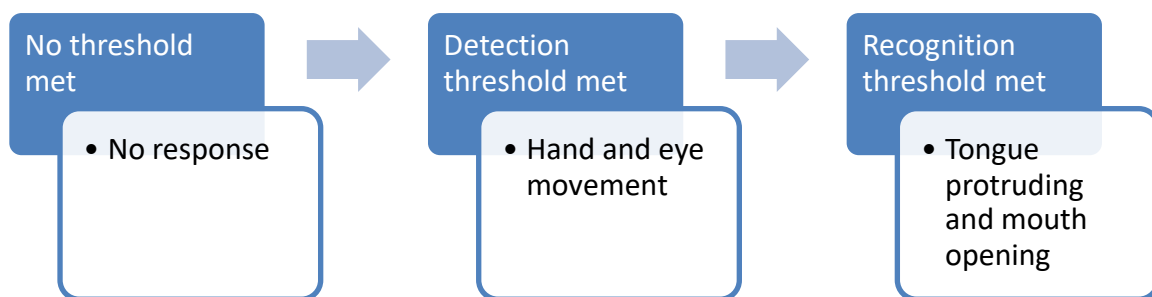 No threshold
met
• No response
Detection
threshold met
• Hand and eye
movement
Recognition
threshold met
• Tongue
protruding
and mouth
opening